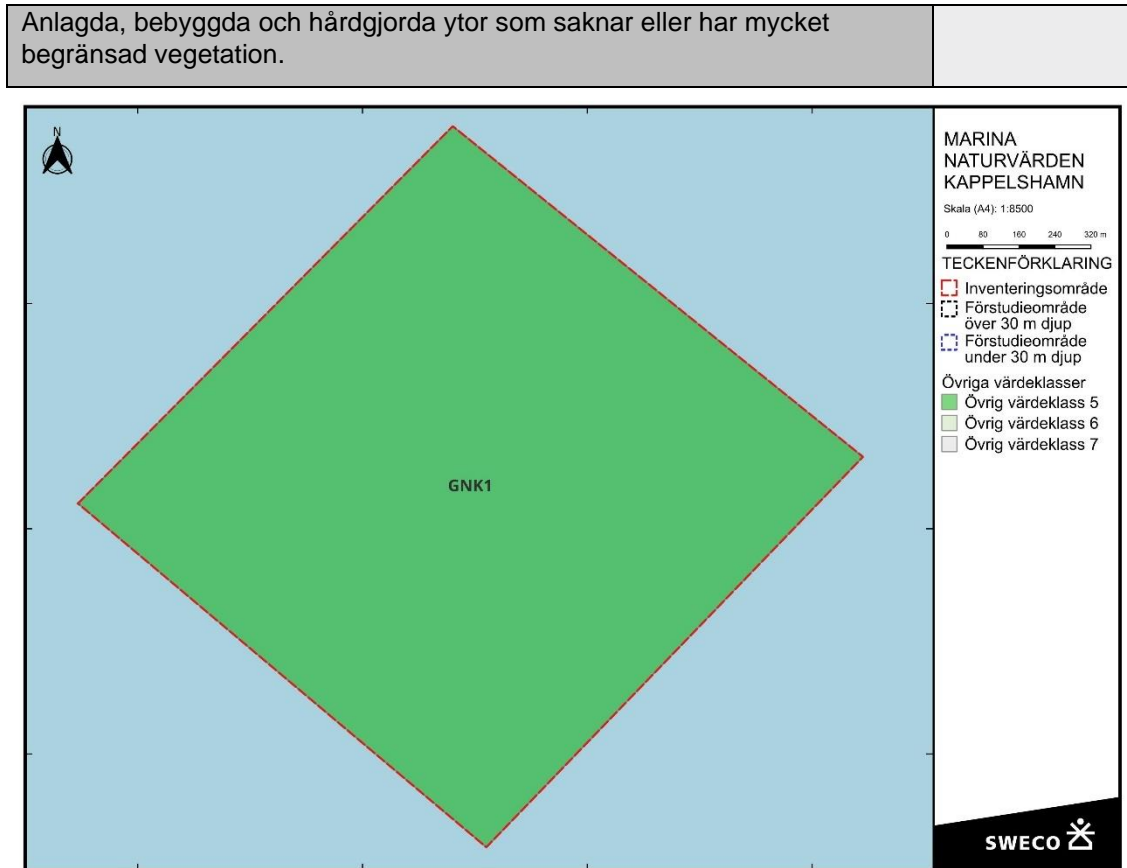 Anlagda, bebyggda och hårdgjorda ytor som saknar eller har mycket
begränsad vegetation.
N
GNK1
MARINA
NATURVÄRDEN
KAPPELSHAMN
Skala (A4): 1:8500
0 80 160 240 320 m
TECKENFÖRKLARING
Inventeringsområde
Förstudieområde
över 30 m djup
Förstudieområde
under 30 m djup
Övriga värdeklasser
Övrig värdeklass 5
Övrig värdeklass 6
Övrig värdeklass 7
SWECO